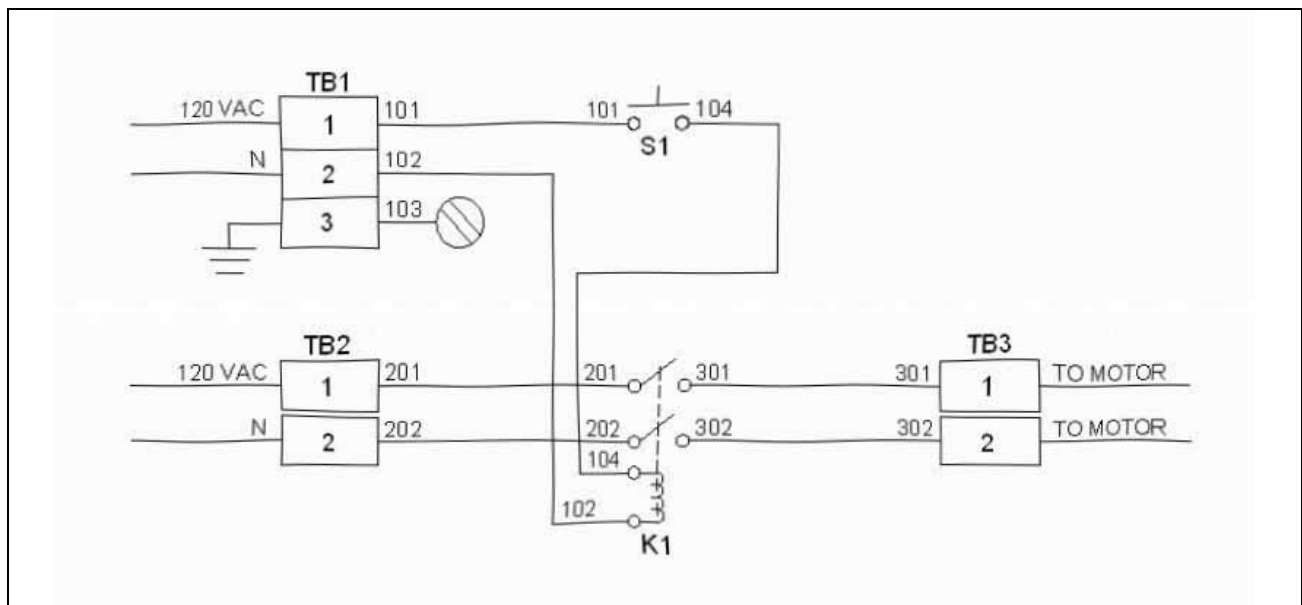 TB1
120 VAC 1 101 101 104
S1
N 2 102
3 103
TB2 TB3
120 VAC 1 201 201 301 301 1 TO MOTOR
N 2 202 202 302 302 2 TO MOTOR
104
102
K1